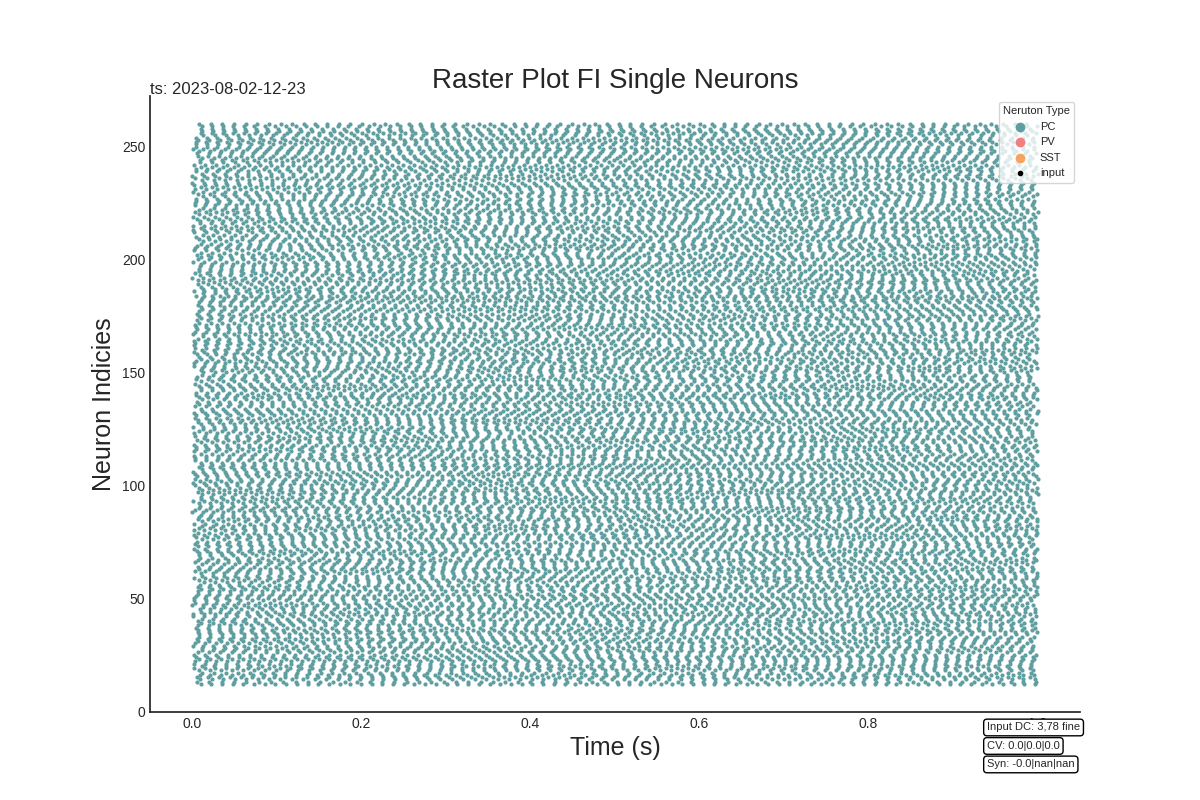 Raster Plot FI Single Neurons
ts: 2023-08-02-12-23
Neruton Type
PC
PV
SST
input
Neuron Indicies
250
200
150
100
50
0
0.0 0.2 0.4 0.6 0.8
Time (s)
Input DC: 3,78 fine
CV: 0.0|0.0|0.0
Syn: -0.0|nan|nan